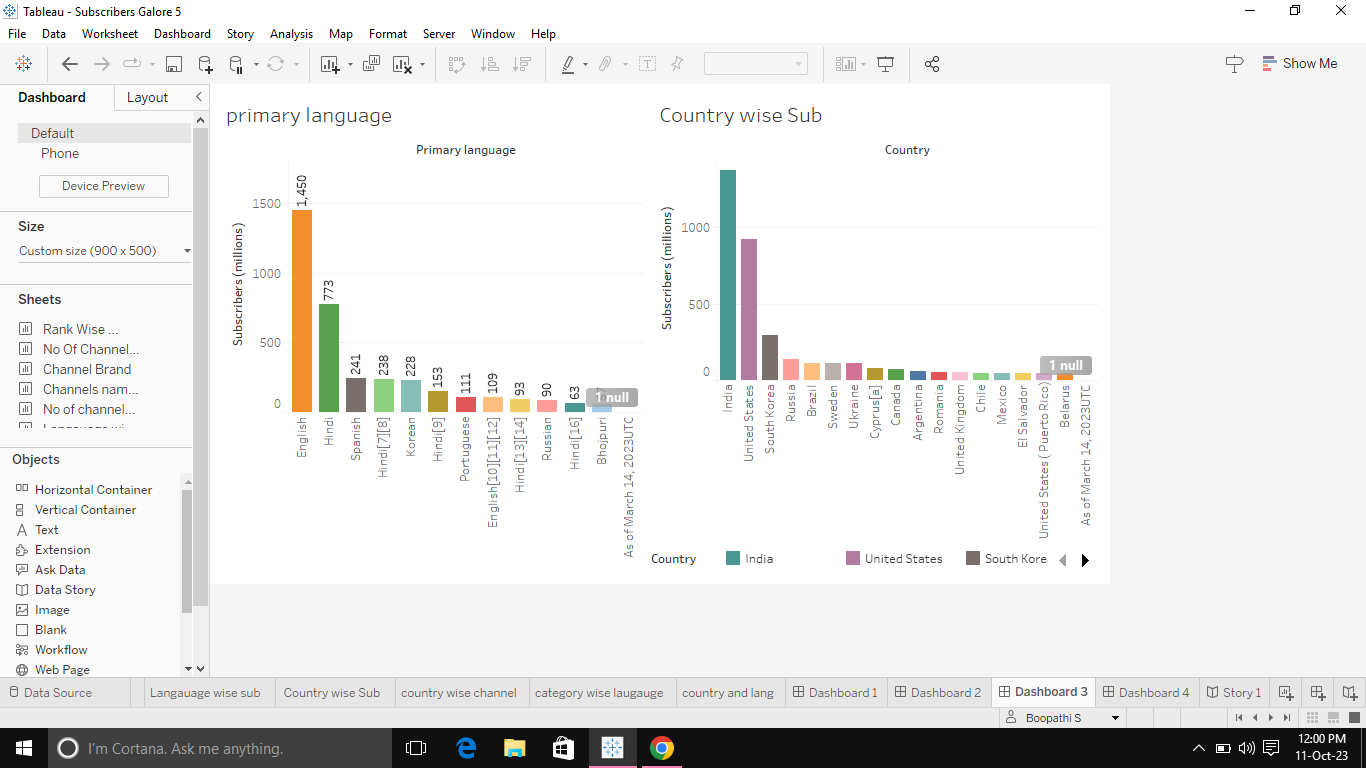 Tableau - Subscribers Galore 5
File Data Worksheet Dashboard Story Analysis Map Format Server Window Help
Show Me
Dashboard Layout
Default
Phone
Device Preview
Size
Custom size (900 x 500)
Sheets
Rank Wise ...
No Of Channel...
Channel Brand
Channels nam...
No of channel...
Objects
Horizontal Container
Vertical Container
Text
Extension
Ask Data
Data Story
Image
Blank
Workflow
Web Page
primary language
Primary language
Subscribers (millions)
1500
1000
500
0
1,450
773
241
238
228
153
111
109
93
90
63
1 null
English
Hindi
Spanish
Hindi[7][8]
Korean
Hindi[9]
Portuguese
English[10][11][12]
Hindi[13][14]
Russian
Hindi[16]
Bhojpuri
As of March 14, 2023UTC
Country wise Sub
Country
Subscribers (millions)
1000
500
0
1 null
India
United States
South Korea
Russia
Brazil
Sweden
Ukraine
Cyprus[a]
Canada
Argentina
Romania
United Kingdom
Chile
Mexico
El Salvador
United States ( Puerto Rico)
Belarus
As of March 14, 2023UTC
Country India United States South Kore
Data Source Langauage wise sub Country wise Sub country wise channel category wise laugauge country and lang Dashboard 1 Dashboard 2 Dashboard 3 Dashboard 4 Story 1
Boopathi S
I'm Cortana. Ask me anything.
12:00 PM
11-Oct-23